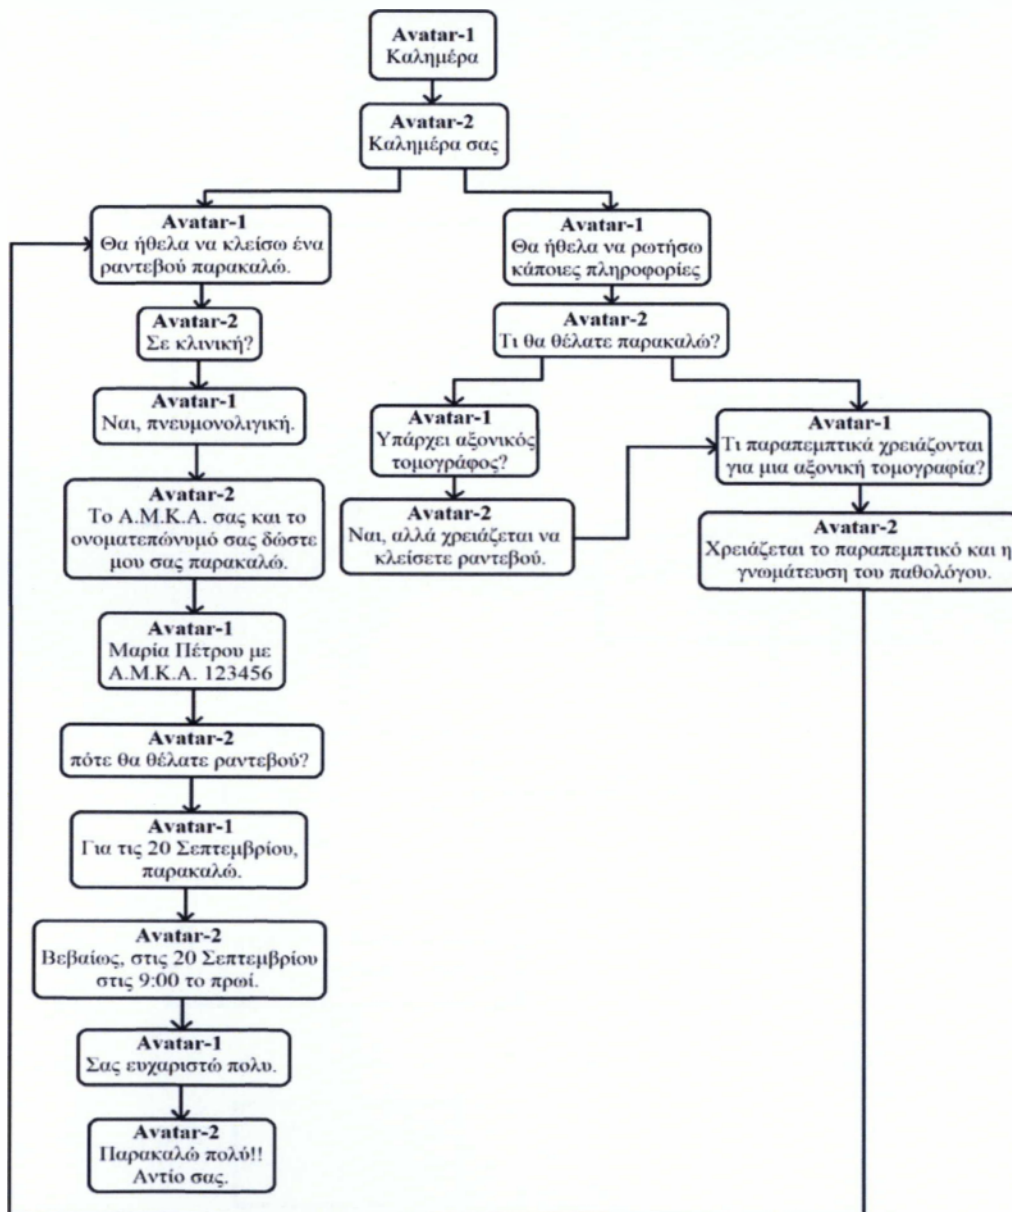 Avatar-1
Καλημέρα
Avatar-2
Καλημέρα σας
Avatar-1
Θα ήθελα να κλείσω ένα
ραντεβού παρακαλώ.
Avatar-2
Σε κλινική?
Avatar-1
Ναι, πνευμονολιγική.
Avatar-2
Το Α.Μ.Κ.Α. σας και το
ονοματεπώνυμό σας δώστε
μου σας παρακαλώ.
Avatar-1
Μαρία Πέτρου με
Α.Μ.Κ.Α. 123456
Avatar-2
πότε θα θέλατε ραντεβού?
Avatar-1
Για τις 20 Σεπτεμβρίου,
παρακαλώ.
Avatar-2
Βεβαίως, στις 20 Σεπτεμβρίου
στις 9:00 το πρωί.
Avatar-1
Σας ευχαριστώ πολυ.
Avatar-2
Παρακαλώ πολύ!!
Αντίο σας.
Avatar-1
Θα ήθελα να ρωτήσω
κάποιες πληροφορίες
Avatar-2
Τι θα θέλατε παρακαλώ?
Avatar-1
Υπάρχει αξονικός
τομογράφος?
Avatar-2
Ναι, αλλά χρειάζεται να
κλείσετε ραντεβού.
Avatar-1
Τι παραπεμπτικά χρειάζονται
για μια αξονική τομογραφία?
Avatar-2
Χρειάζεται το παραπεμπτικό και η
γνωμάτευση του παθολόγου.